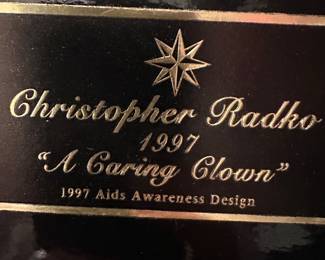 Christopher Radko
1997
"A Caring Clown"
1997 Aids Awareness Design